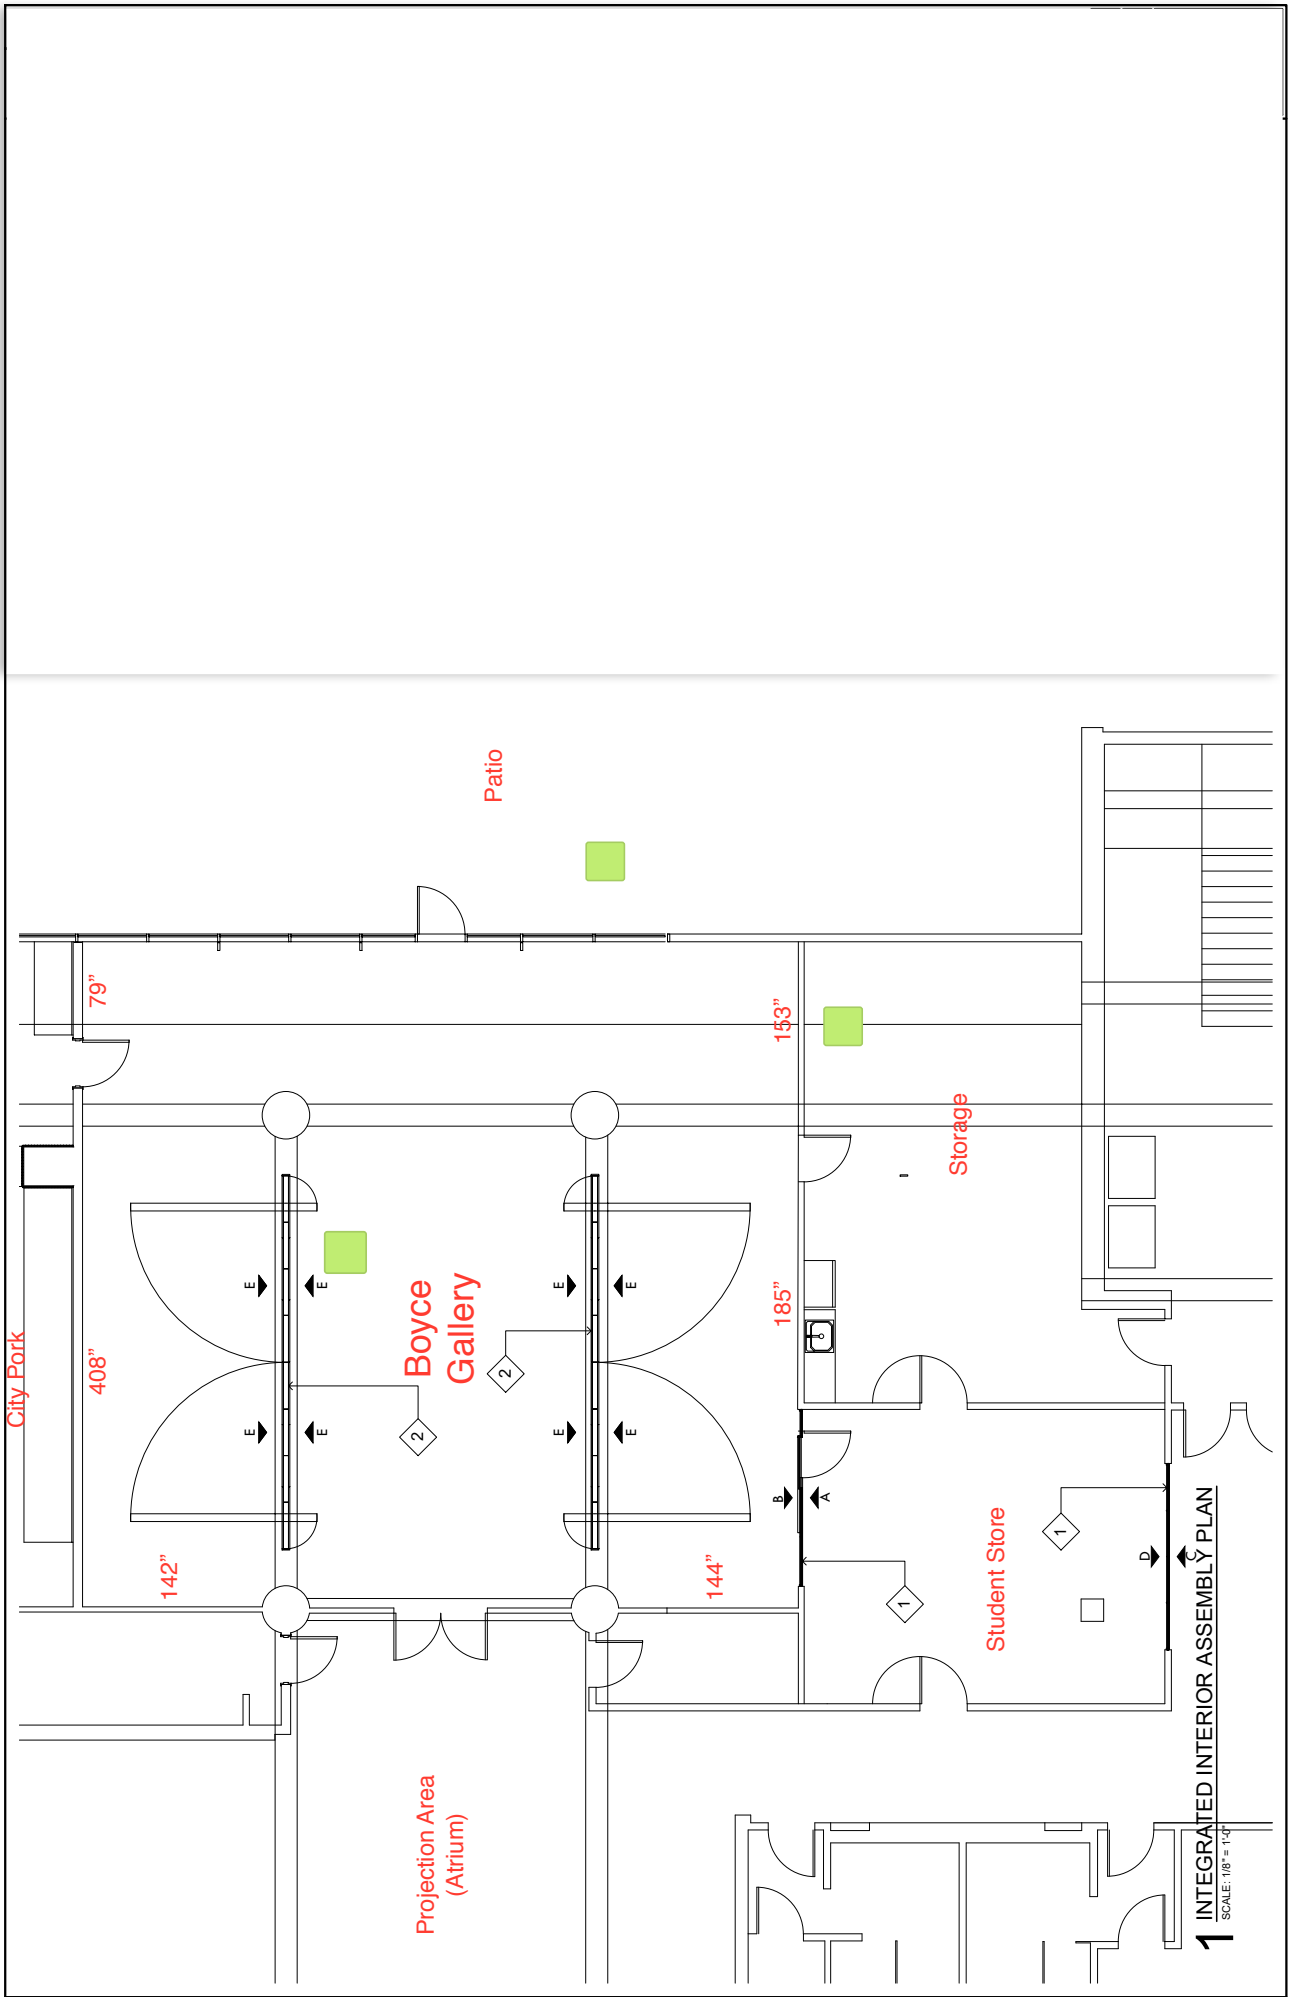 Patio
79”
153”
Storage
City Pork
408”
185”
Boyce
Gallery
E
E
E
E
2
2
E
E
E
E
B
A
142”
144”
1
1
Student Store
D
C
Projection Area
(Atrium)
1 INTEGRATED INTERIOR ASSEMBLY PLAN
SCALE: 1/8" = 1'-0"